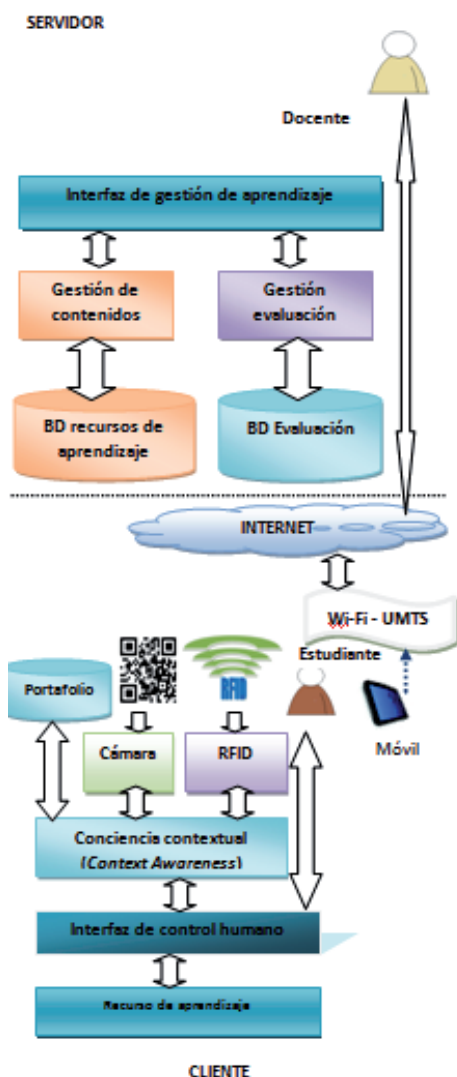 SERVIDOR
Docente
Interfaz de gestión de aprendizaje
Gestión de
contenidos
Gestión
evaluación
BD recursos de
aprendizaje
BD Evaluación
INTERNET
Wi-Fi - UMTS
Estudiante
Portafolio
RFID
Móvil
Cámara
RFID
Conciencia contextual
(Context Awareness)
Interfaz de control humano
Recurso de aprendizaje
CLIENTE